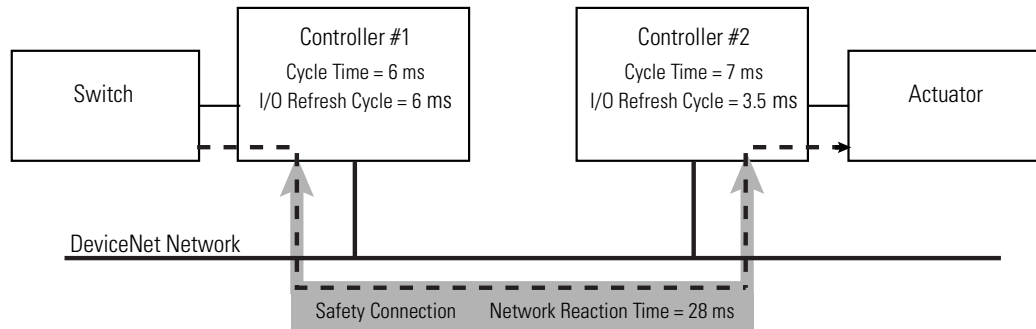 Switch
Controller #1
Cycle Time = 6 ms
I/O Refresh Cycle = 6 ms
Controller #2
Cycle Time = 7 ms
I/O Refresh Cycle = 3.5 ms
Actuator
DeviceNet Network
Safety Connection
Network Reaction Time = 28 ms